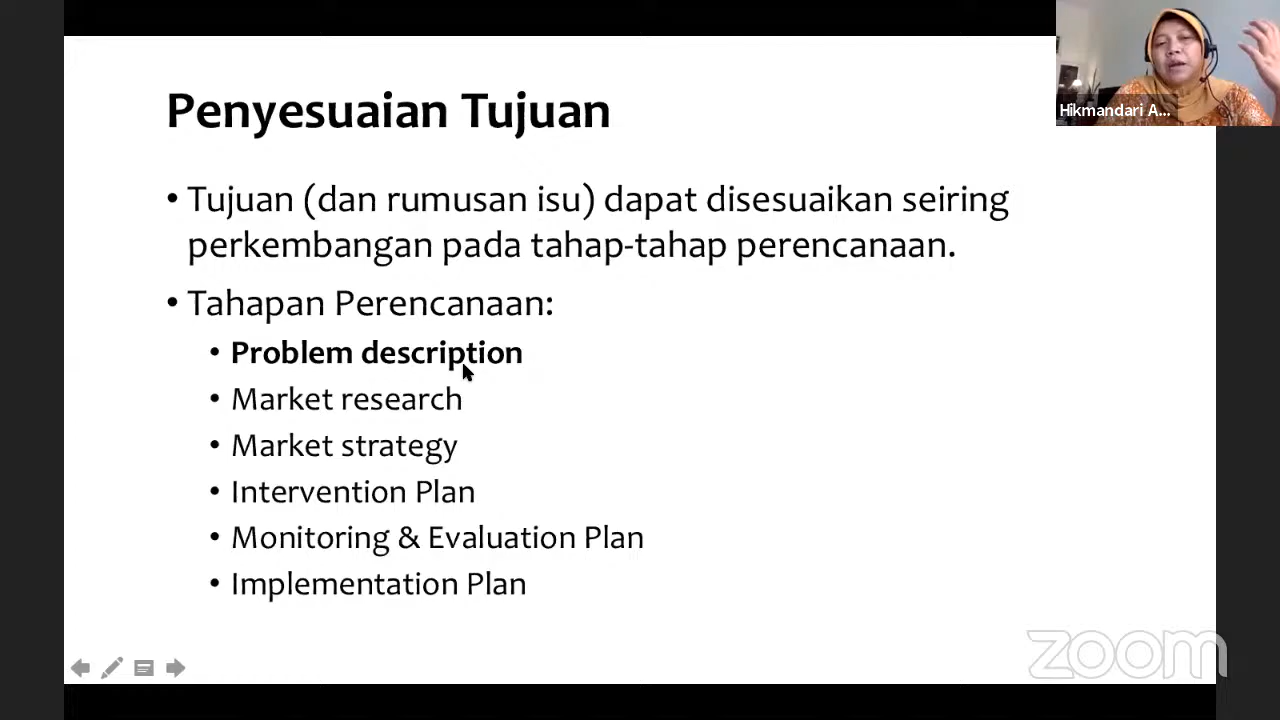 Penyesuaian Tujuan
Hikmandari A...
• Tujuan (dan rumusan isu) dapat disesuaikan seiring
perkembangan pada tahap-tahap perencanaan.
• Tahapan Perencanaan:
• Problem description
• Market research
• Market strategy
• Intervention Plan
• Monitoring & Evaluation Plan
• Implementation Plan
zoom